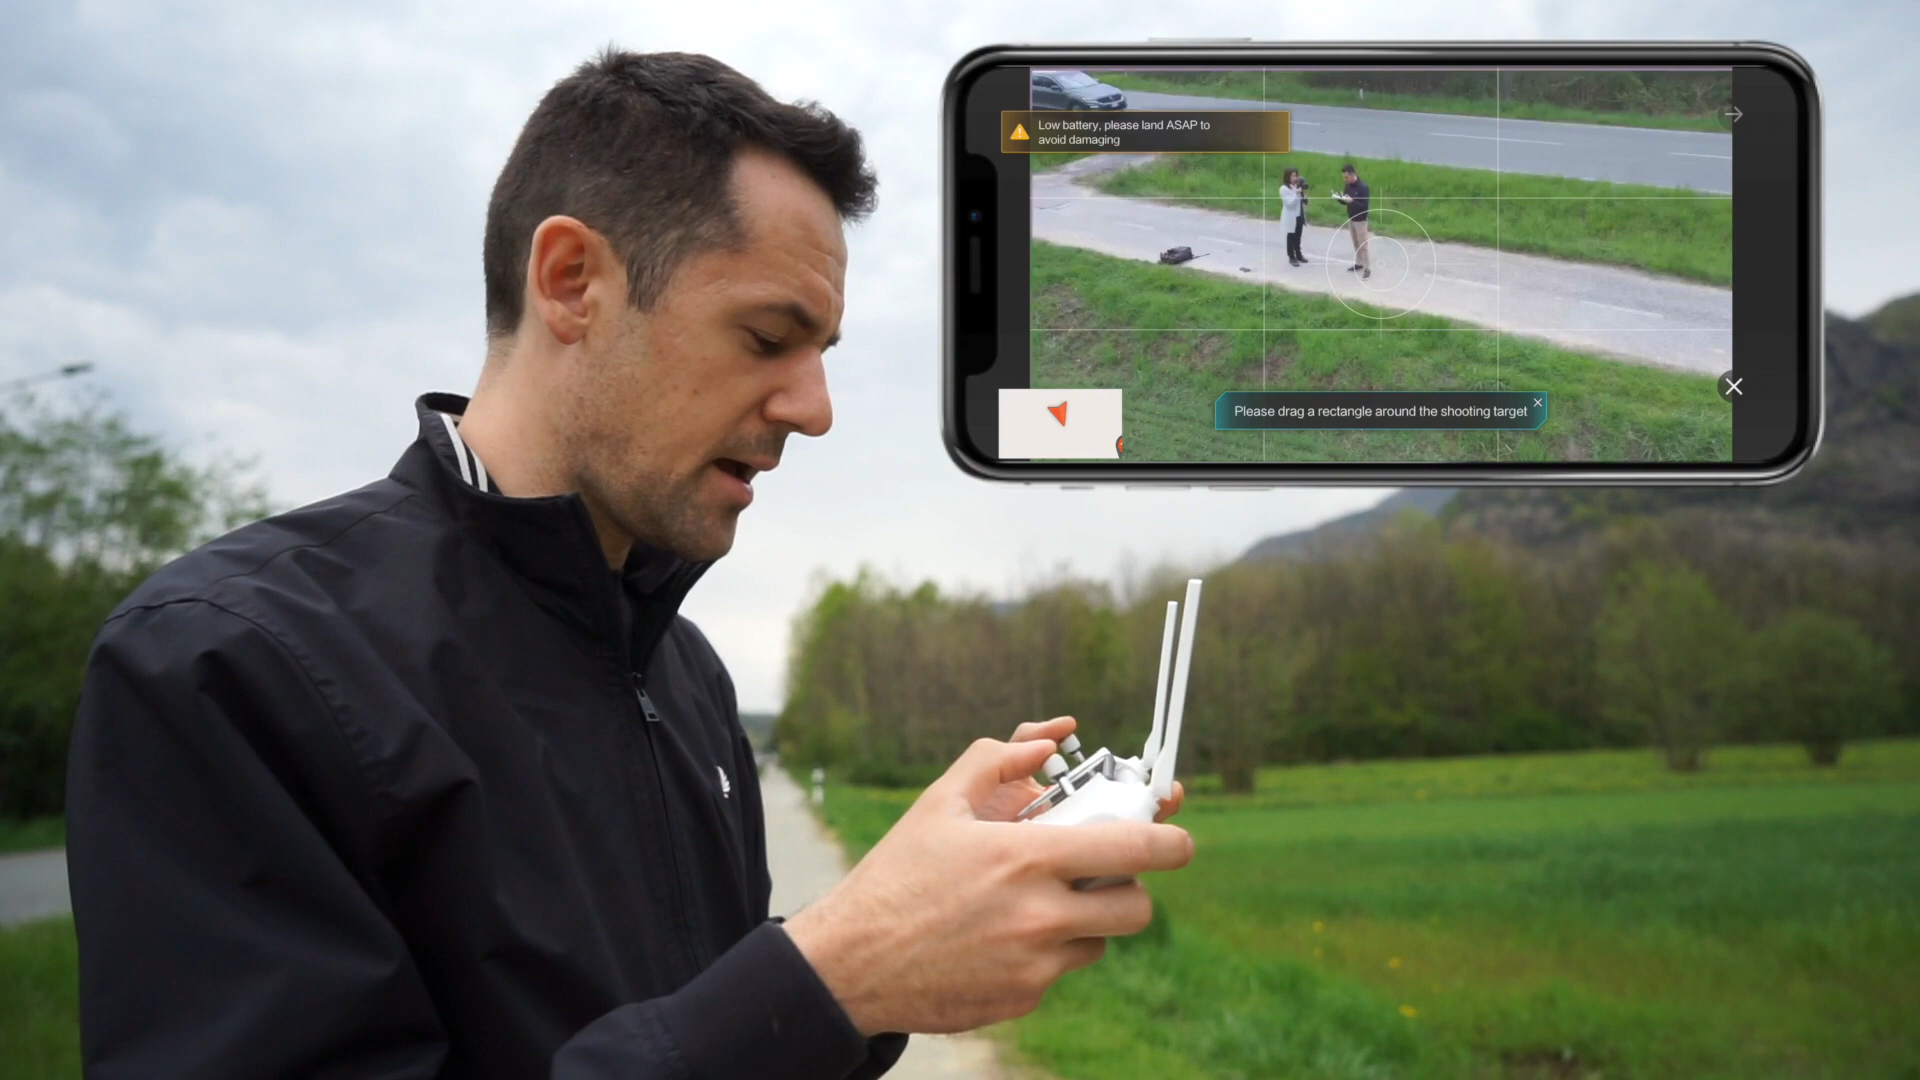 Low battery, please land ASAP to
avoid damaging
Please drag a rectangle around the shooting target